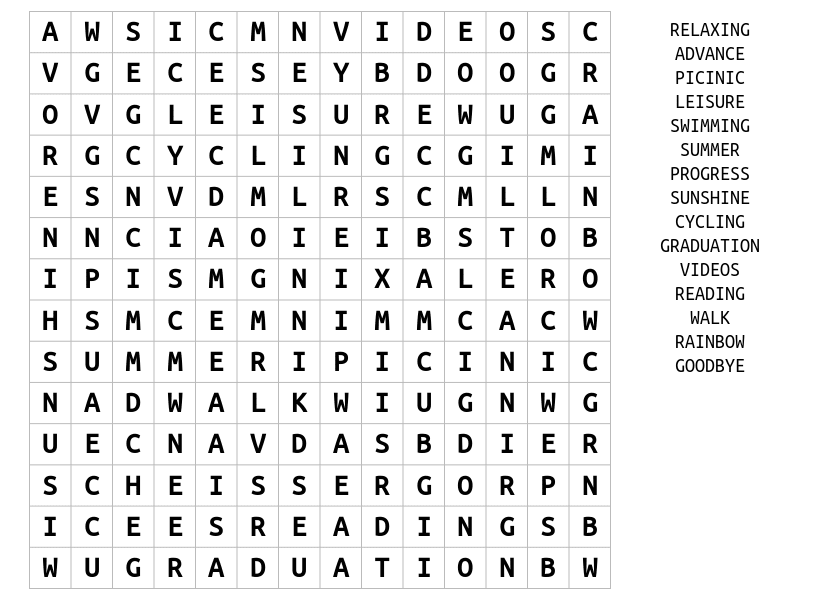 A W S I C M N V I D E O S C
V G E C E S E Y B D O O G R
O V G L E I S U R E W U G A
R G C Y C L I N G C G I M I
E S N V D M L R S C M L L N
N N C I A O I E I B S T O B
I P I S M G N I X A L E R O
H S M C E M N I M M C A C W
S U M M E R I P I C I N I C
N A D W A L K W I U G N W G
U E C N A V D A S B D I E R
S C H E I S S E R G O R P N
I C E E S R E A D I N G S B
W U G R A D U A T I O N B W
RELAXING
ADVANCE
PICINIC
LEISURE
SWIMMING
SUMMER
PROGRESS
SUNSHINE
CYCLING
GRADUATION
VIDEOS
READING
WALK
RAINBOW
GOODBYE